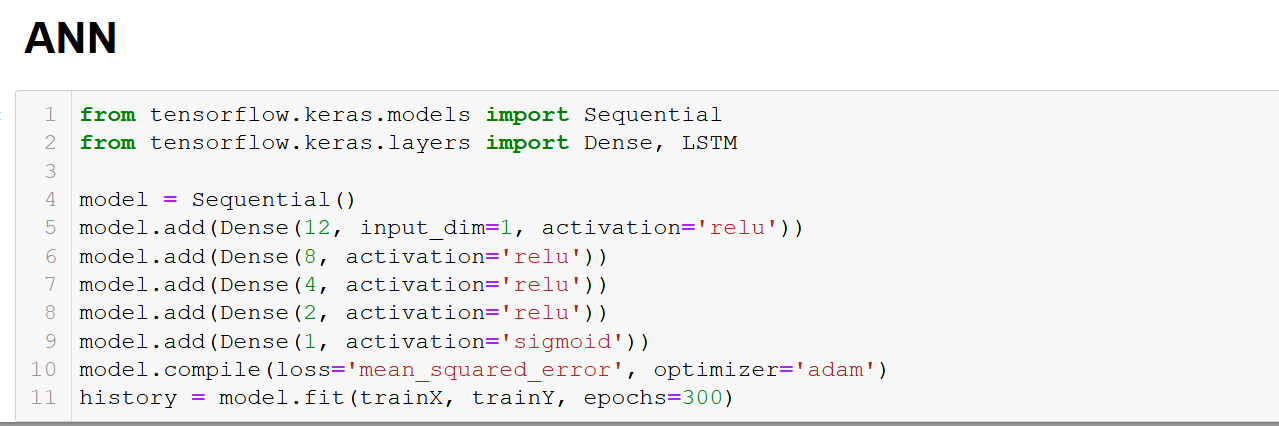 ANN
1 from tensorflow.keras.models import Sequential
2 from tensorflow.keras.layers import Dense, LSTM
3
4 model = Sequential()
5 model.add(Dense(12, input_dim=1, activation='relu'))
6 model.add(Dense(8, activation='relu'))
7 model.add(Dense(4, activation='relu'))
8 model.add(Dense(2, activation='relu'))
9 model.add(Dense(1, activation='sigmoid'))
10 model.compile(loss='mean_squared_error', optimizer='adam')
11 history = model.fit(trainX, trainY, epochs=300)